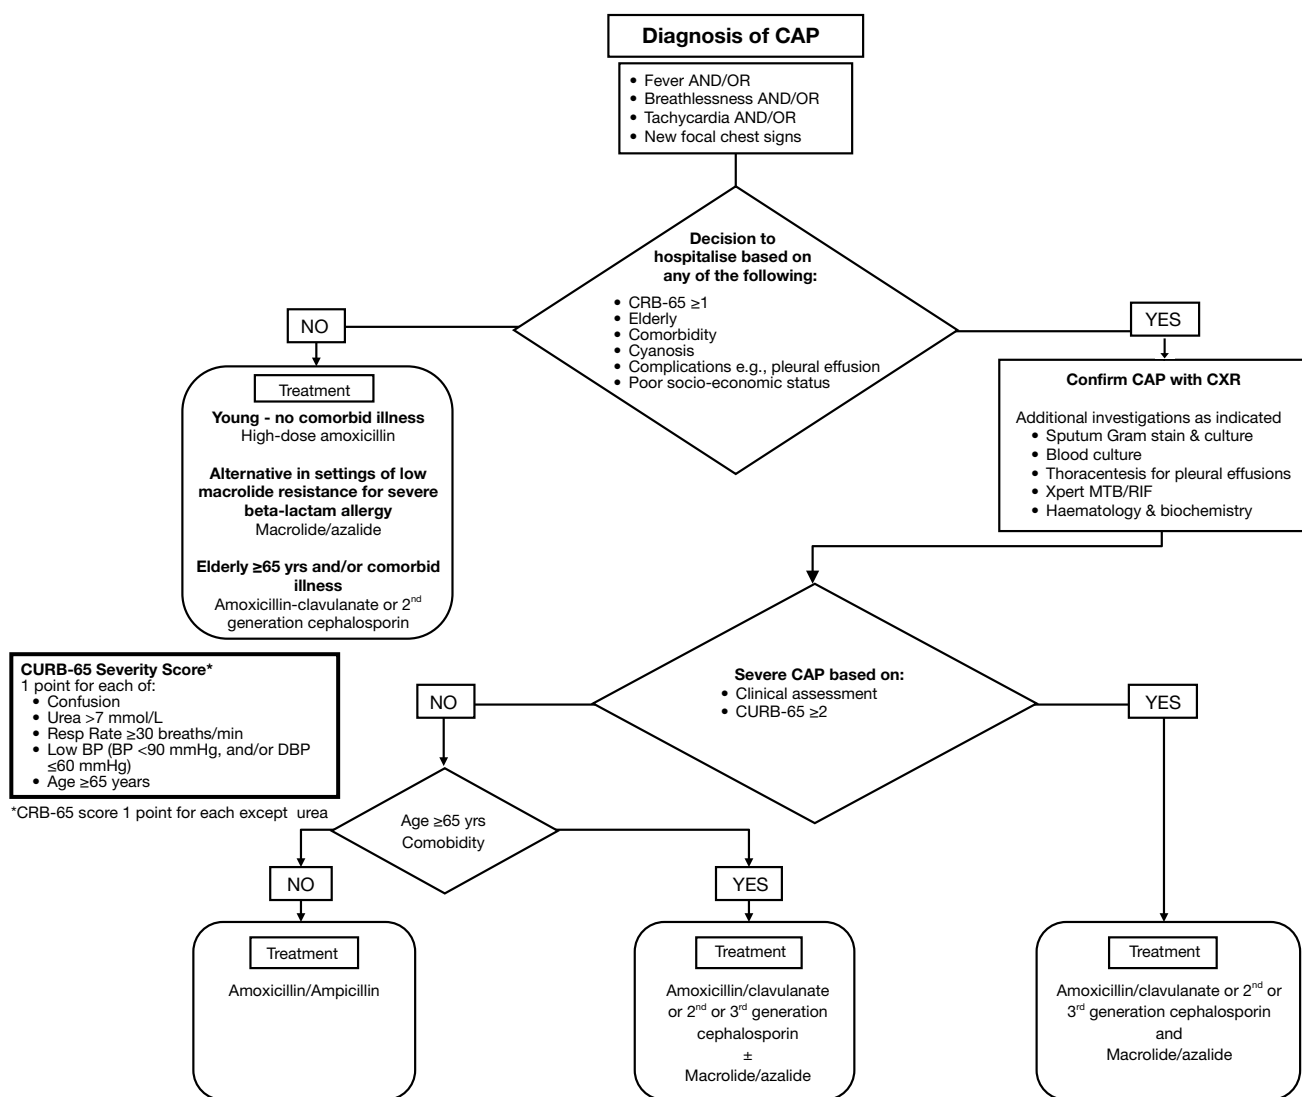 Diagnosis of CAP
• Fever AND/OR
• Breathlessness AND/OR
• Tachycardia AND/OR
• New focal chest signs
Decision to
hospitalise based on
any of the following:
• CRB-65 ≥1
• Elderly
• Comorbidity
• Cyanosis
• Complications e.g., pleural effusion
• Poor socio-economic status
NO
YES
Treatment
Young - no comorbid illness
High-dose amoxicillin
Alternative in settings of low
macrolide resistance for severe
beta-lactam allergy
Macrolide/azalide
Elderly ≥65 yrs and/or comorbid
illness
Amoxicillin-clavulanate or 2nd
generation cephalosporin
Confirm CAP with CXR
Additional investigations as indicated
• Sputum Gram stain & culture
• Blood culture
• Thoracentesis for pleural effusions
• Xpert MTB/RIF
• Haematology & biochemistry
CURB-65 Severity Score*
1 point for each of:
• Confusion
• Urea >7 mmol/L
• Resp Rate ≥30 breaths/min
• Low BP (BP <90 mmHg, and/or DBP
≤60 mmHg)
• Age ≥65 years
*CRB-65 score 1 point for each except urea
Severe CAP based on:
• Clinical assessment
• CURB-65 ≥2
NO
YES
Age ≥65 yrs
Comobidity
NO
YES
Treatment
Amoxicillin/Ampicillin
Treatment
Amoxicillin/clavulanate
or 2nd or 3rd generation
cephalosporin
±
Macrolide/azalide
Treatment
Amoxicillin/clavulanate or 2nd or
3rd generation cephalosporin
and
Macrolide/azalide